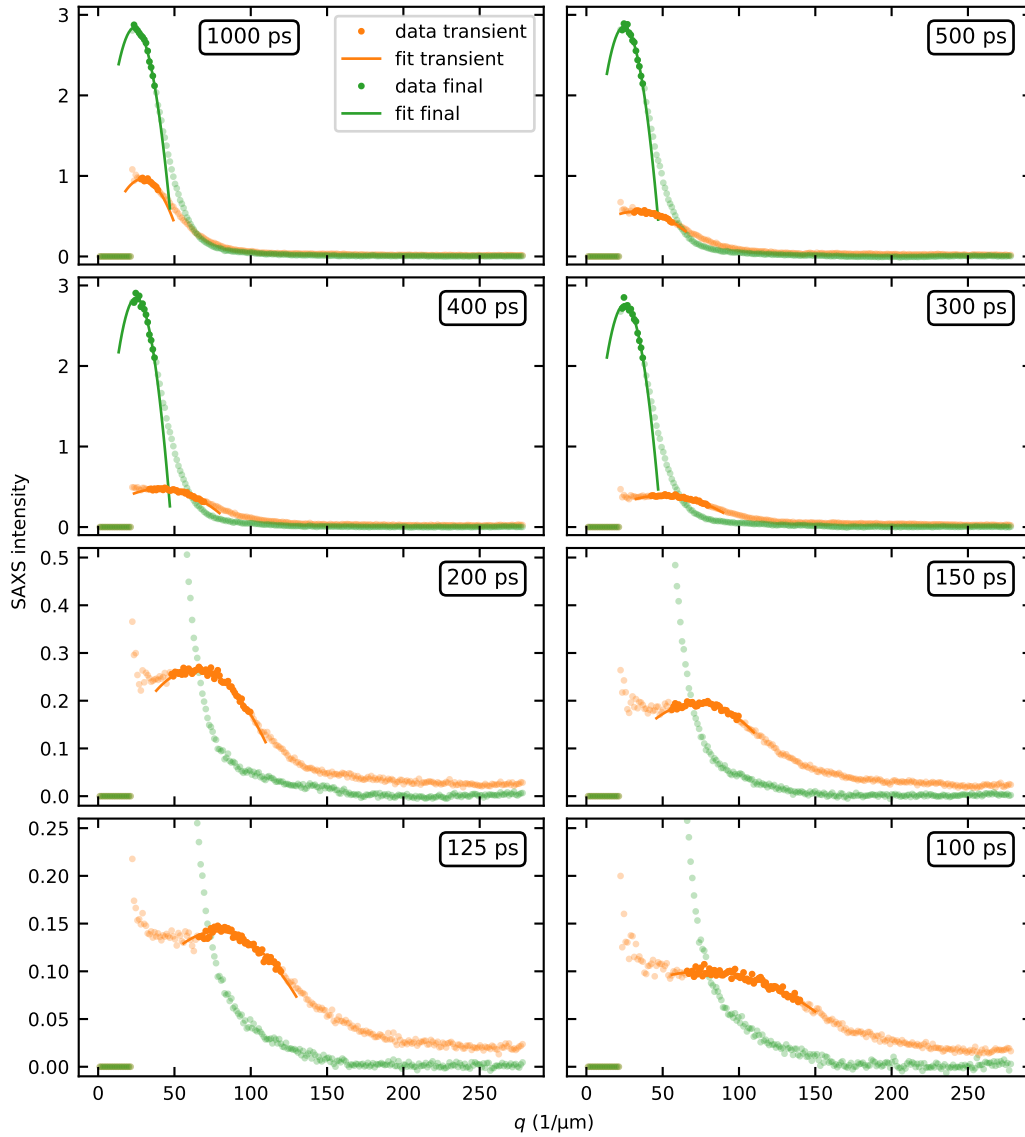 1000 ps
data transient
fit transient
data final
fit final
500 ps
3
2
1
0
400 ps
300 ps
3
2
1
0
SAXS intensity
200 ps
150 ps
0.5
0.4
0.3
0.2
0.1
0.0
125 ps
100 ps
0.25
0.20
0.15
0.10
0.05
0.00
0 50 100 150 200 250
0 50 100 150 200 250
q (1/μm)